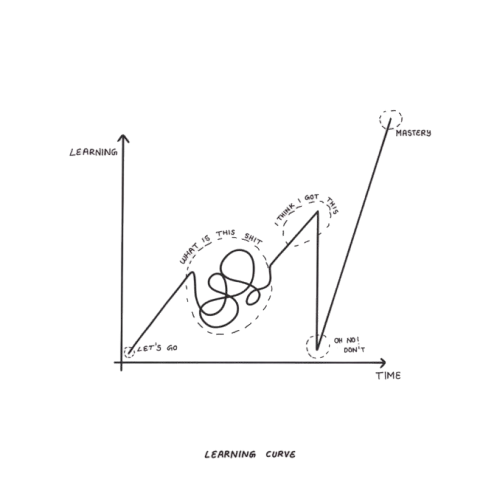 MASTERY
LEARNING
I THINK I GOT THIS
WHAT IS THIS SHIT
OH NO!
DON'T
LET'S GO
TIME
LEARNING CURVE